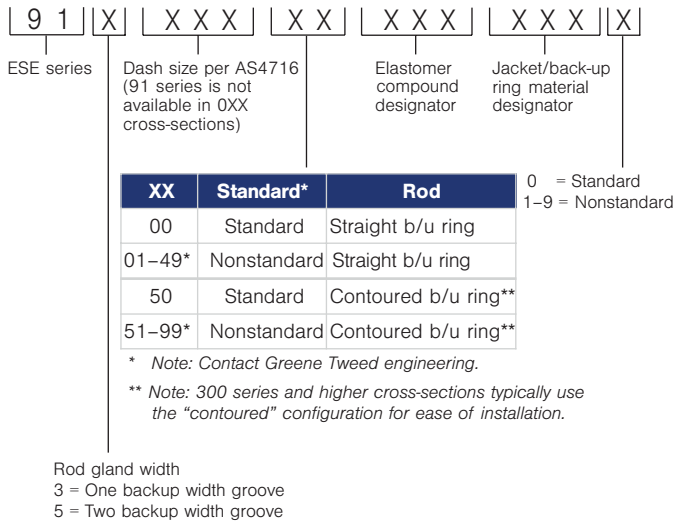 9 1 X X X X X X X X X X X X X
ESE series
Dash size per AS4716
(91 series is not
available in 0XX
cross-sections)
Elastomer
compound
designator
Jacket/back-up
ring material
designator
0 = Standard
1–9 = Nonstandard
XX Standard* Rod
00 Standard Straight b/u ring
01–49* Nonstandard Straight b/u ring
50 Standard Contoured b/u ring**
51–99* Nonstandard Contoured b/u ring**
* Note: Contact Greene Tweed engineering.
** Note: 300 series and higher cross-sections typically use
the “contoured” configuration for ease of installation.
Rod gland width
3 = One backup width groove
5 = Two backup width groove